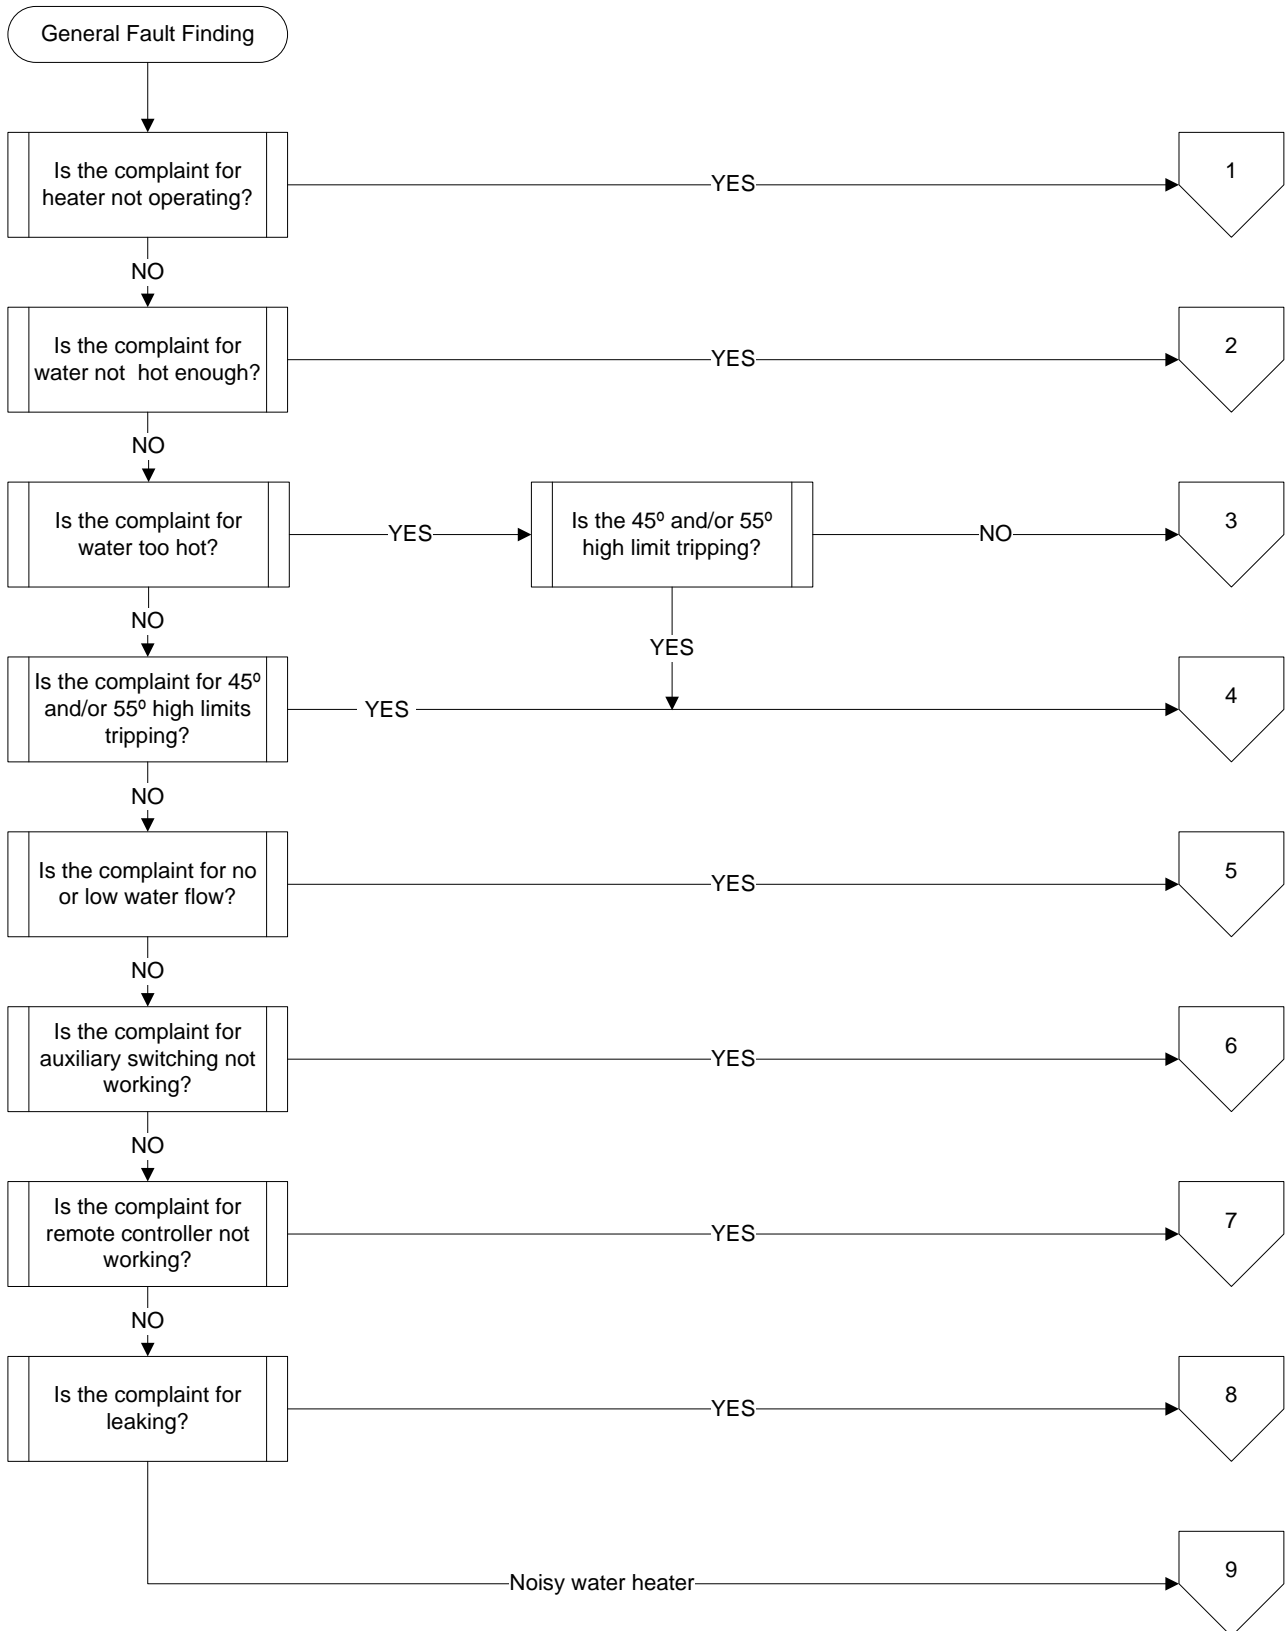 General Fault Finding
Is the complaint for
heater not operating?
YES
1
NO
Is the complaint for
water not  hot enough?
YES
2
NO
Is the complaint for
water too hot?
YES
Is the 45º and/or 55º
high limit tripping?
NO
3
NO
YES
Is the complaint for 45º
and/or 55º high limits
tripping?
YES
4
NO
Is the complaint for no
or low water flow?
YES
5
NO
Is the complaint for
auxiliary switching not
working?
YES
6
NO
Is the complaint for
remote controller not
working?
YES
7
NO
Is the complaint for
leaking?
YES
8
Noisy water heater
9